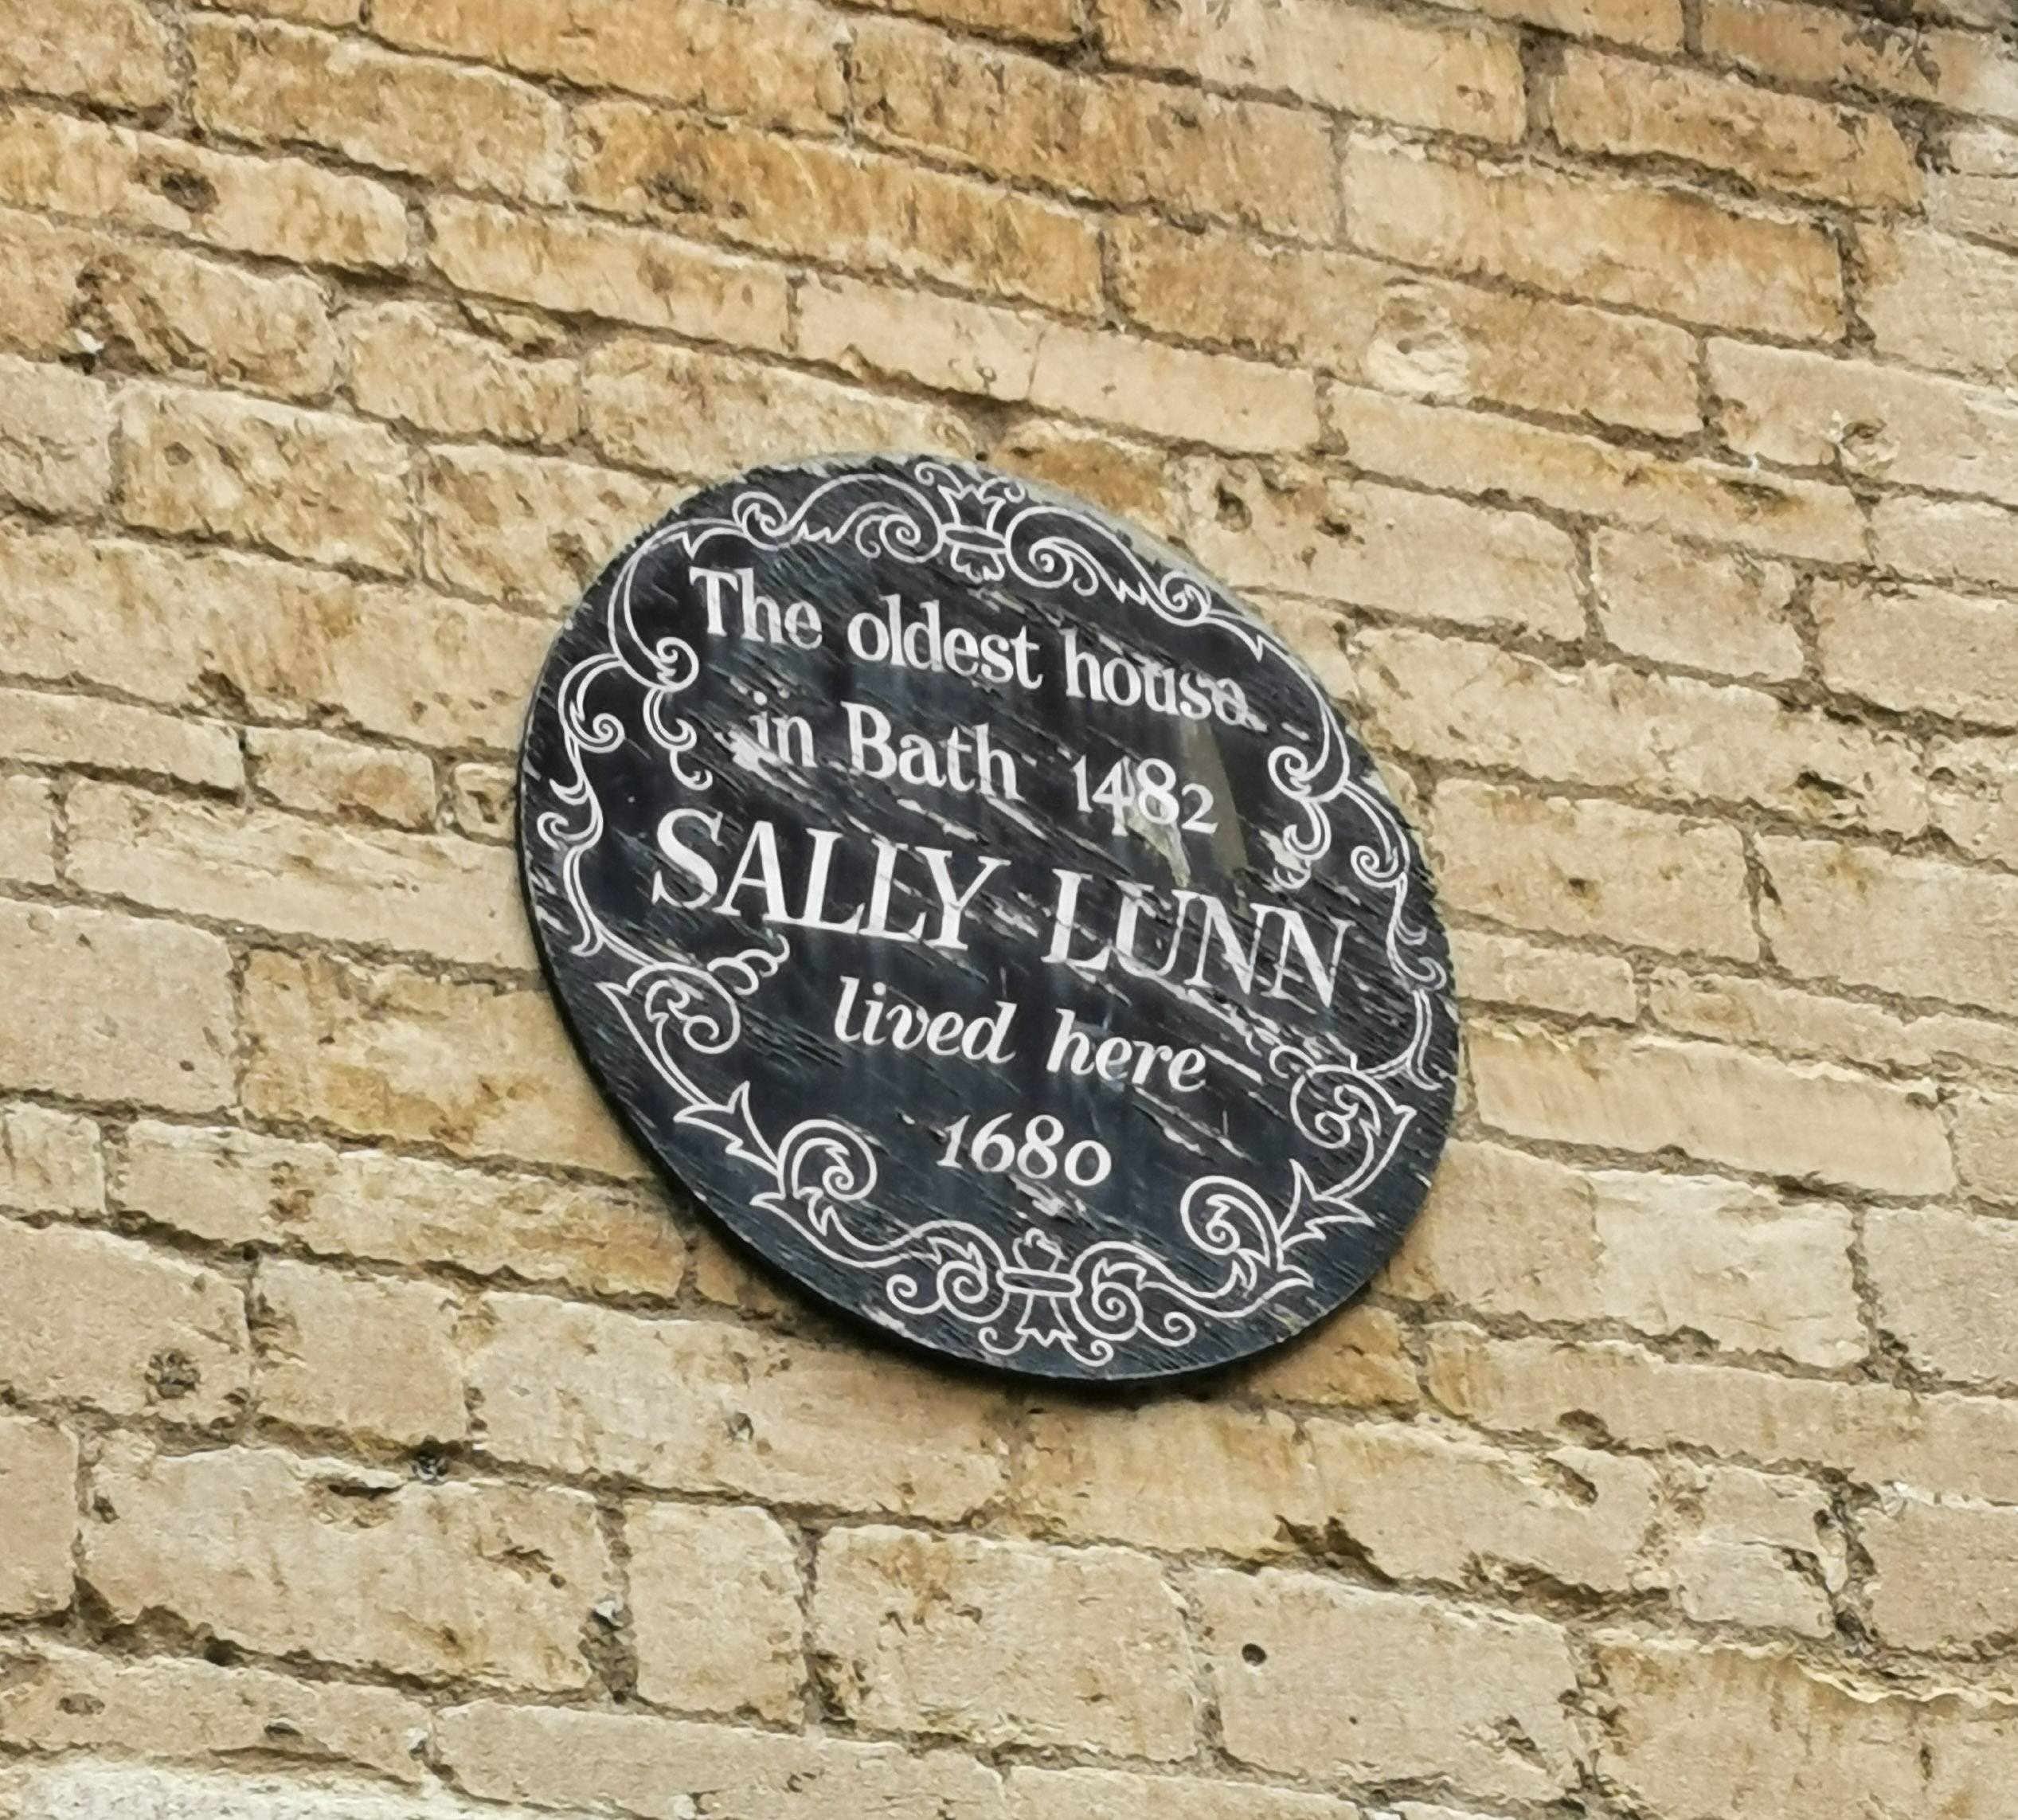 The oldest house
in Bath 1482
SALLY LUNN
lived here
1680